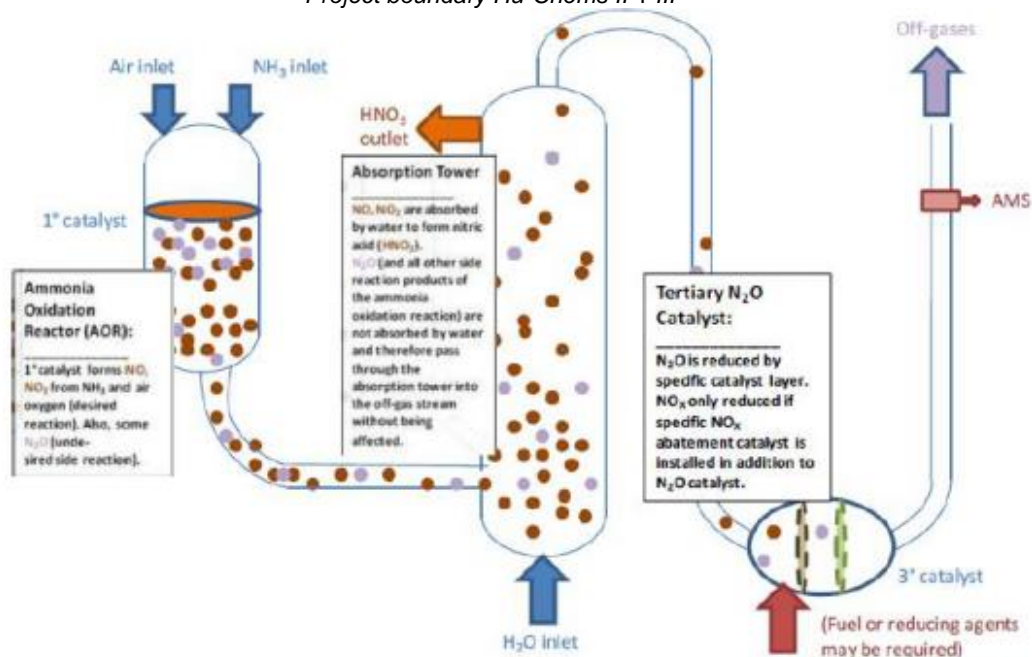 Project boundary Hu-Chems II + III
Air inlet
NH₃ inlet
1° catalyst
Ammonia
Oxidation
Reactor (AOR):
1° catalyst forms NO,
NO₂ from NH₃ and air
oxygen (desired
reaction). Also, some
N₂O (unde-
sired side reaction).
HNO₃
outlet
Absorption Tower
NO, NO₂ are absorbed
by water to form nitric
acid (HNO₃).
N₂O (and all other side
reaction products of
the ammonia
oxidation reaction) are
not absorbed by water
and therefore pass
through the
absorption tower into
the off-gas stream
without being
affected.
H₂O inlet
Tertiary N₂O
Catalyst:
N₂O is reduced by
specific catalyst layer.
NOₓ only reduced if
specific NOₓ
abatement catalyst is
installed in addition to
N₂O catalyst.
Off-gases
AMS
3° catalyst
(Fuel or reducing agents
may be required)